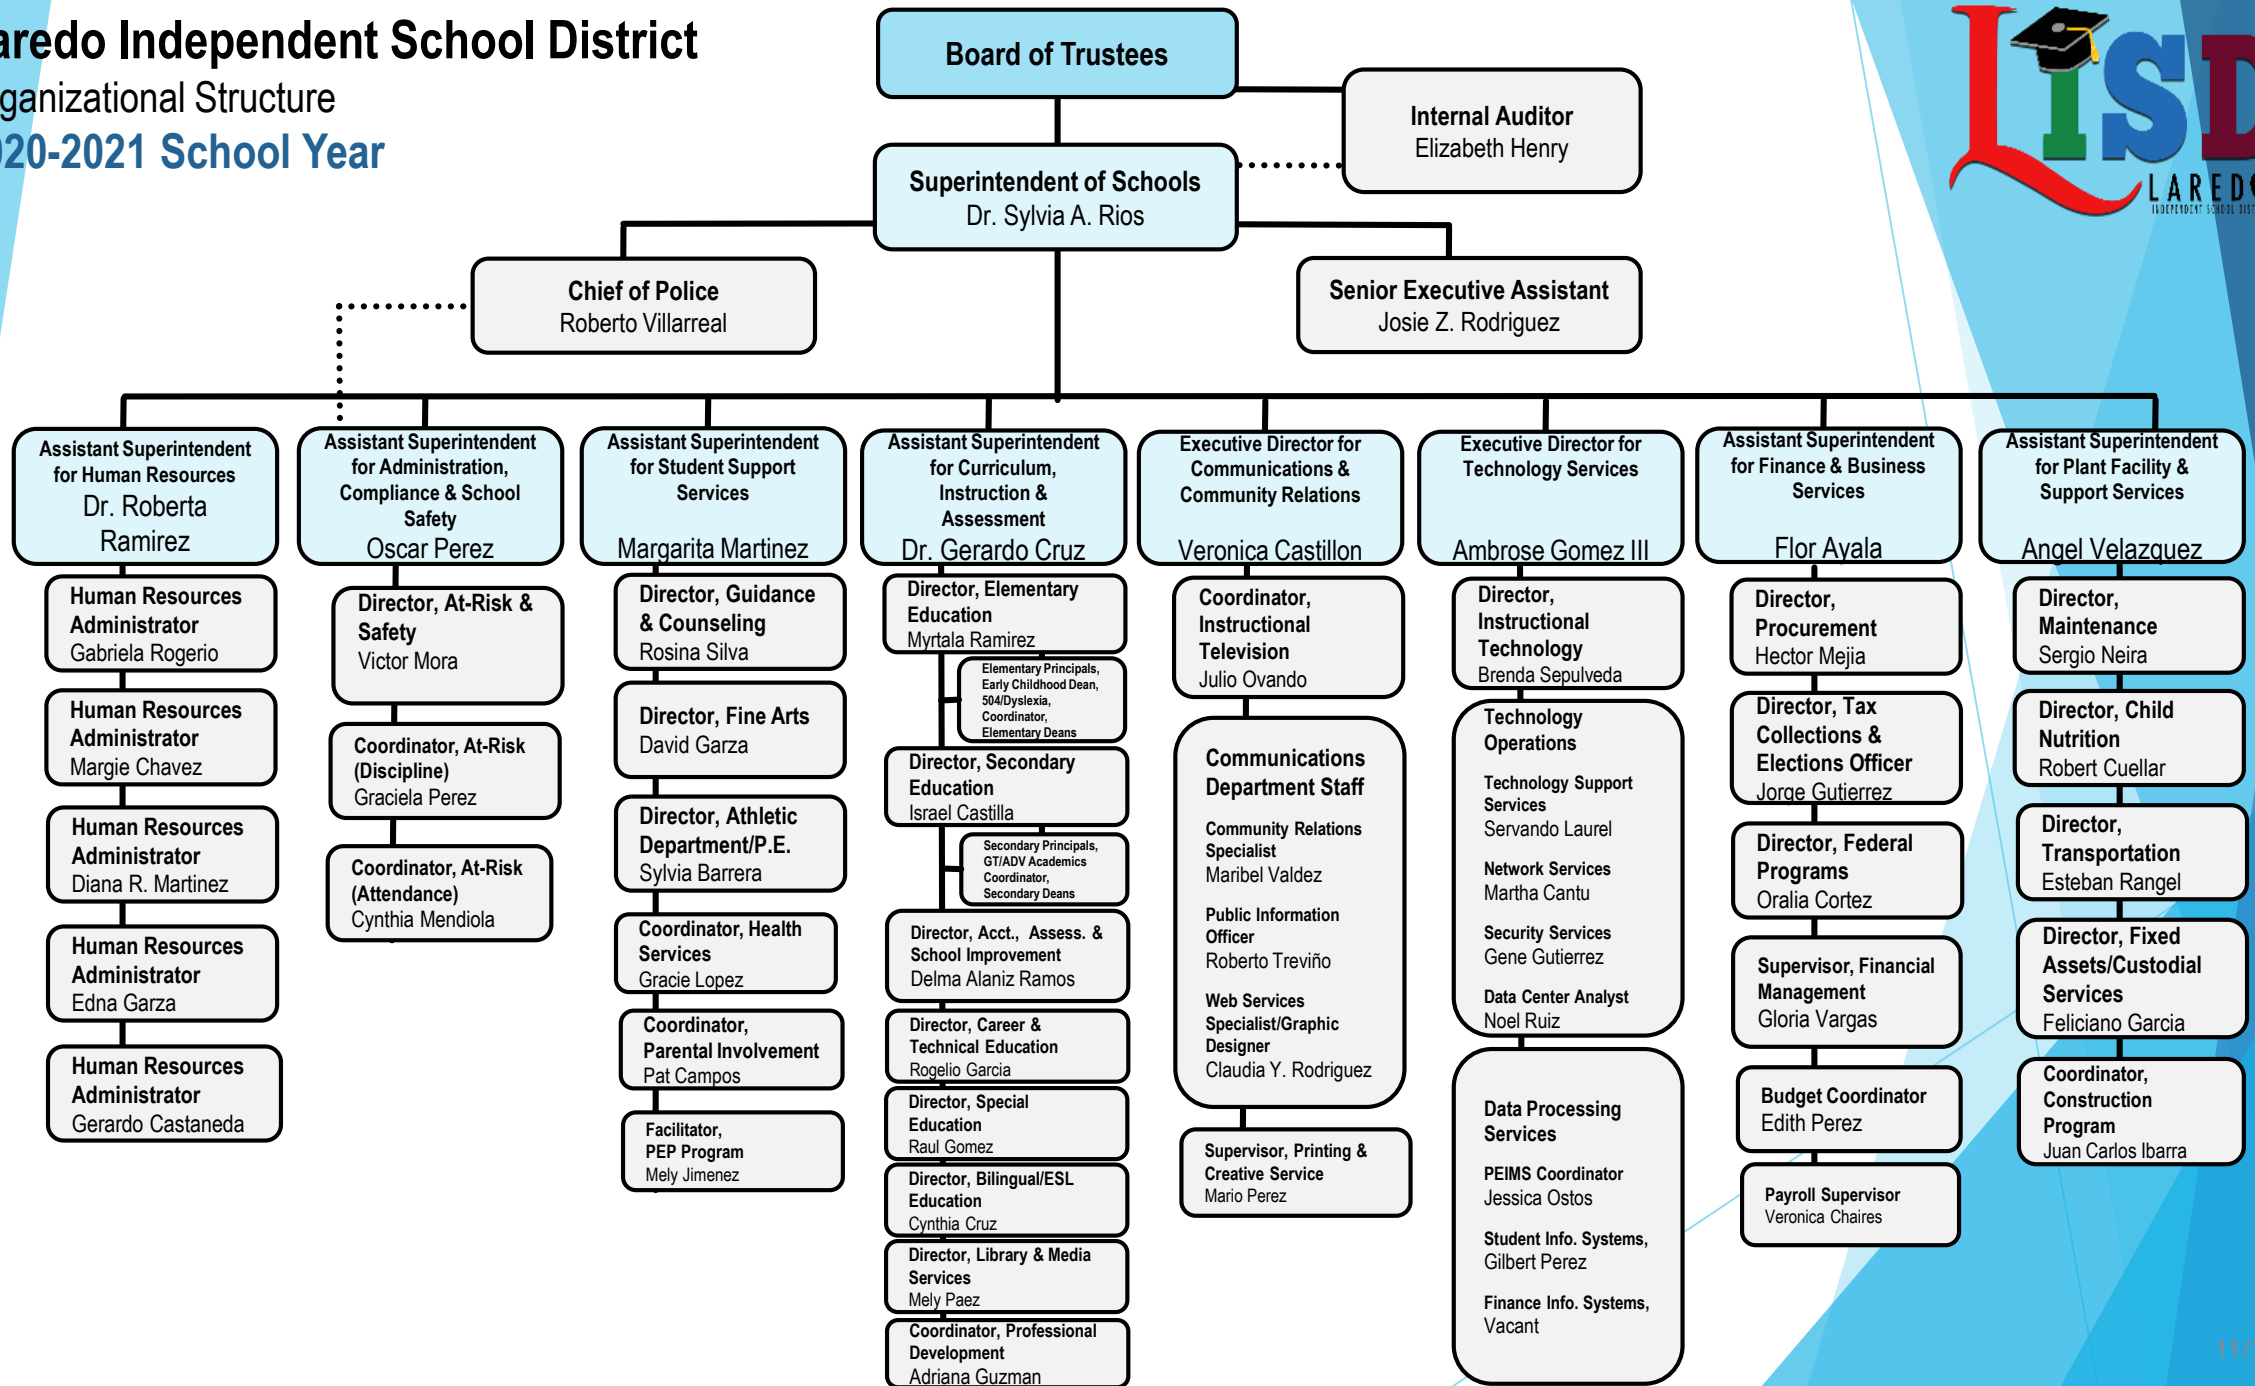 aredo Independent School District
ganizational Structure
020-2021 School Year
Board of Trustees
Internal Auditor
Elizabeth Henry
LISD
LAREDO
INDEPENDENT SCHOOL DIST
Superintendent of Schools
Dr. Sylvia A. Rios
Chief of Police
Roberto Villarreal
Senior Executive Assistant
Josie Z. Rodriguez
Assistant Superintendent
for Human Resources
Dr. Roberta
Ramirez
Human Resources
Administrator
Gabriela Rogerio
Human Resources
Administrator
Margie Chavez
Human Resources
Administrator
Diana R. Martinez
Human Resources
Administrator
Edna Garza
Human Resources
Administrator
Gerardo Castaneda
Assistant Superintendent
for Administration,
Compliance & School
Safety
Oscar Perez
Director, At-Risk &
Safety
Victor Mora
Coordinator, At-Risk
(Discipline)
Graciela Perez
Coordinator, At-Risk
(Attendance)
Cynthia Mendiola
Assistant Superintendent
for Student Support
Services
Margarita Martinez
Director, Guidance
& Counseling
Rosina Silva
Director, Fine Arts
David Garza
Director, Athletic
Department/P.E.
Sylvia Barrera
Coordinator, Health
Services
Gracie Lopez
Coordinator,
Parental Involvement
Pat Campos
Facilitator,
PEP Program
Mely Jimenez
Assistant Superintendent
for Curriculum,
Instruction &
Assessment
Dr. Gerardo Cruz
Director, Elementary
Education
Myrtala Ramirez
Elementary Principals,
Early Childhood Dean,
504/Dyslexia,
Coordinator,
Elementary Deans
Director, Secondary
Education
Israel Castilla
Secondary Principals,
GT/ADV Academics
Coordinator,
Secondary Deans
Director, Acct., Assess. &
School Improvement
Delma Alaniz Ramos
Director, Career &
Technical Education
Rogelio Garcia
Director, Special
Education
Raul Gomez
Director, Bilingual/ESL
Education
Cynthia Cruz
Director, Library & Media
Services
Mely Paez
Coordinator, Professional
Development
Adriana Guzman
Executive Director for
Communications &
Community Relations
Veronica Castillon
Coordinator,
Instructional
Television
Julio Ovando
Communications
Department Staff
Community Relations
Specialist
Maribel Valdez
Public Information
Officer
Roberto Treviño
Web Services
Specialist/Graphic
Designer
Claudia Y. Rodriguez
Supervisor, Printing &
Creative Service
Mario Perez
Executive Director for
Technology Services
Ambrose Gomez III
Director,
Instructional
Technology
Brenda Sepulveda
Technology
Operations
Technology Support
Services
Servando Laurel
Network Services
Martha Cantu
Security Services
Gene Gutierrez
Data Center Analyst
Noel Ruiz
Data Processing
Services
PEIMS Coordinator
Jessica Ostos
Student Info. Systems,
Gilbert Perez
Finance Info. Systems,
Vacant
Assistant Superintendent
for Finance & Business
Services
Flor Ayala
Director,
Procurement
Hector Mejia
Director, Tax
Collections &
Elections Officer
Jorge Gutierrez
Director, Federal
Programs
Oralia Cortez
Supervisor, Financial
Management
Gloria Vargas
Budget Coordinator
Edith Perez
Payroll Supervisor
Veronica Chaires
Assistant Superintendent
for Plant Facility &
Support Services
Angel Velazquez
Director,
Maintenance
Sergio Neira
Director, Child
Nutrition
Robert Cuellar
Director,
Transportation
Esteban Rangel
Director, Fixed
Assets/Custodial
Services
Feliciano Garcia
Coordinator,
Construction
Program
Juan Carlos Ibarra
11/